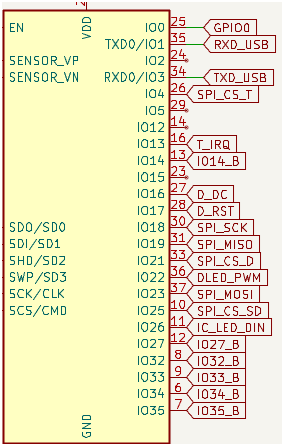 VDD
EN IO0 25 GPIO0
TXD0/IO1 35 RXD_USB
SENSOR_VP IO2 24
SENSOR_VN RXD0/IO3 34 TXD_USB
IO4 26 SPI_CS_T
IO5 29
IO12 14
IO13 16 T_IRQ
IO14 13 IO14_B
IO15 23
IO16 27 D_DC
IO17 28 D_RST
SDO/SD0 IO18 30 SPI_SCK
SDI/SD1 IO19 31 SPI_MISO
SHD/SD2 IO21 33 SPI_CS_D
SWP/SD3 IO22 36 DLED_PWM
SCK/CLK IO23 37 SPI_MOSI
SCS/CMD IO25 10 SPI_CS_SD
IO26 11 IC_LED_DIN
IO27 12 IO27_B
IO32 8 IO32_B
IO33 9 IO33_B
IO34 6 IO34_B
IO35 7 IO35_B
GND